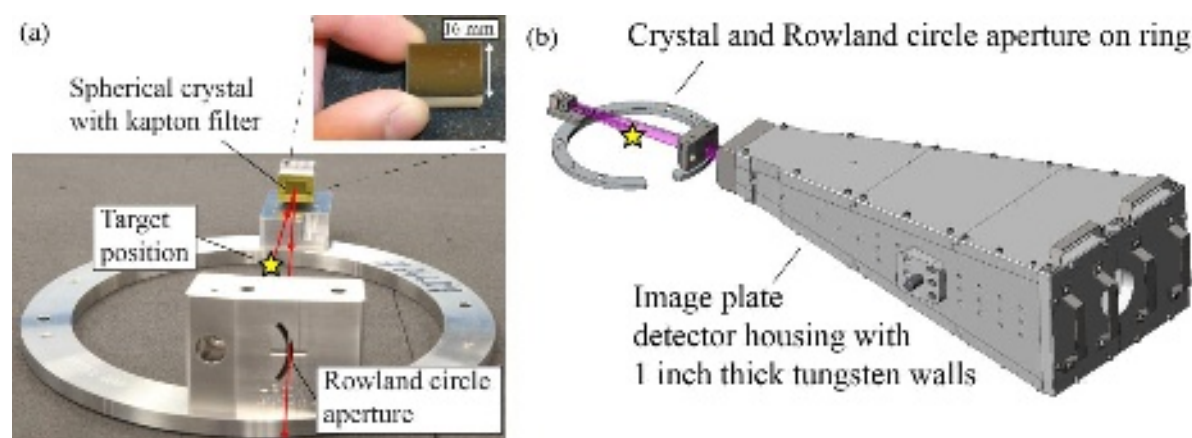 (a)
16 mm
Spherical crystal
with kapton filter
Target
position
Rowland circle
aperture
(b)
Crystal and Rowland circle aperture on ring
Image plate
detector housing with
1 inch thick tungsten walls